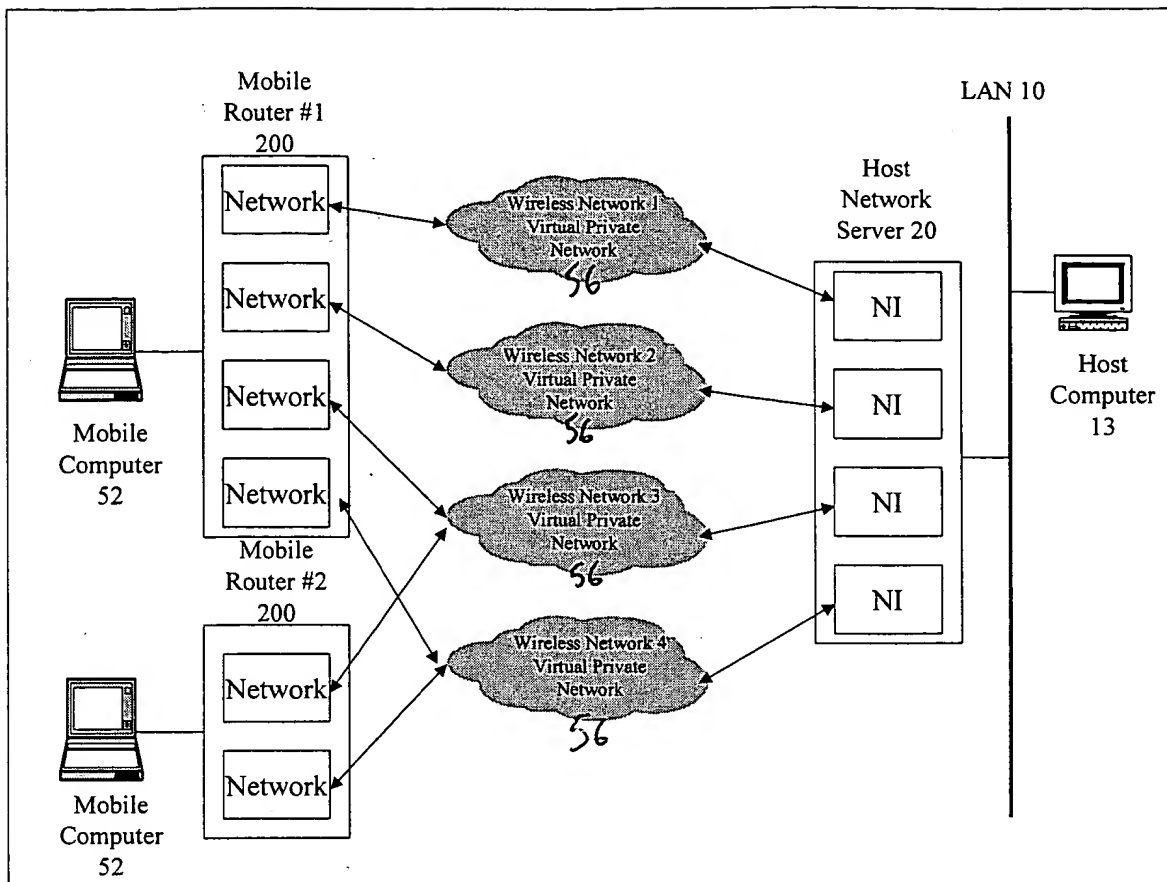 Mobile
Router #1
200
Network
Network
Network
Network
Mobile
Computer
52
Mobile
Router #2
200
Network
Network
Mobile
Computer
52
Wireless Network 1
Virtual Private
Network
56
Wireless Network 2
Virtual Private
Network
56
Wireless Network 3
Virtual Private
Network
56
Wireless Network 4
Virtual Private
Network
56
Host
Network
Server 20
NI
NI
NI
NI
LAN 10
Host
Computer
13